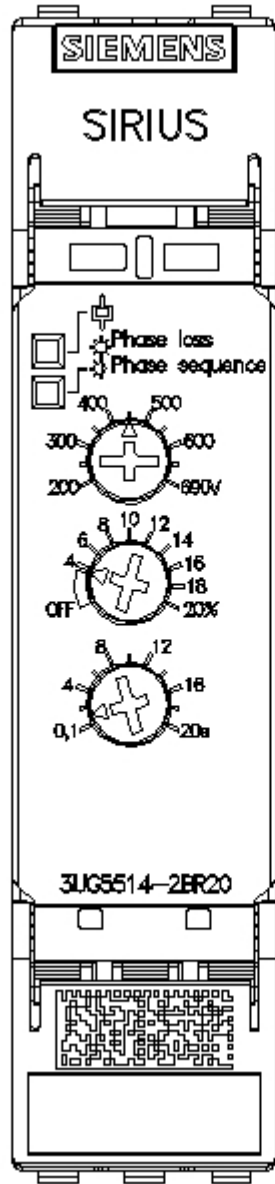 SIEMENS
SIRIUS
Phase loss
Phase sequence
400 500
300 600
200 690V
10
8 12
6 14
4 16
18
OFF 20%
8 12
4 16
0,1 20s
3UG5514-2BR20